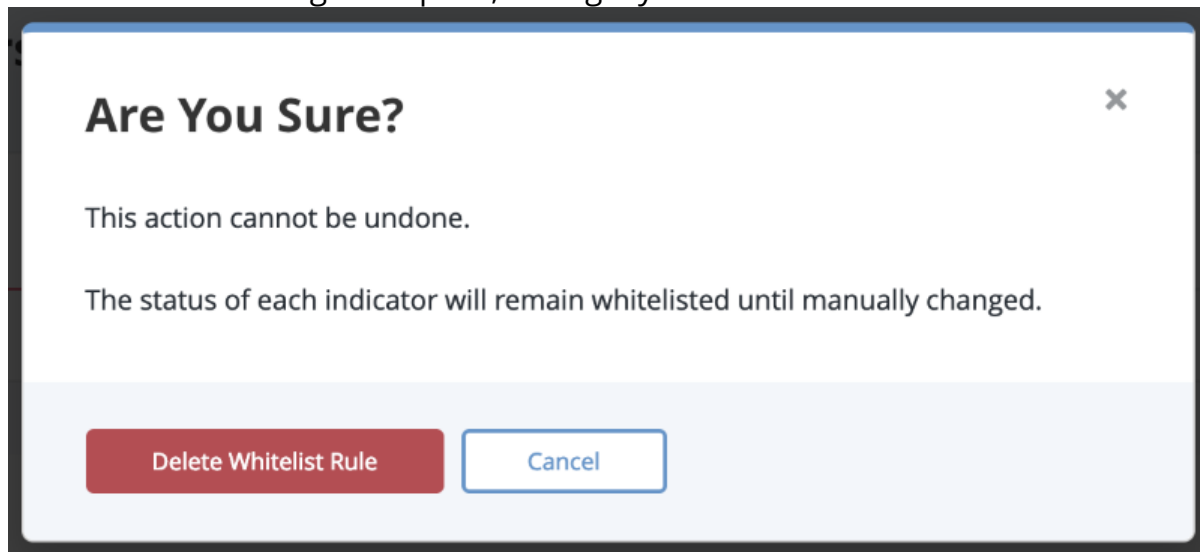 Are You Sure?
This action cannot be undone.
The status of each indicator will remain whitelisted until manually changed.
Delete Whitelist Rule
Cancel